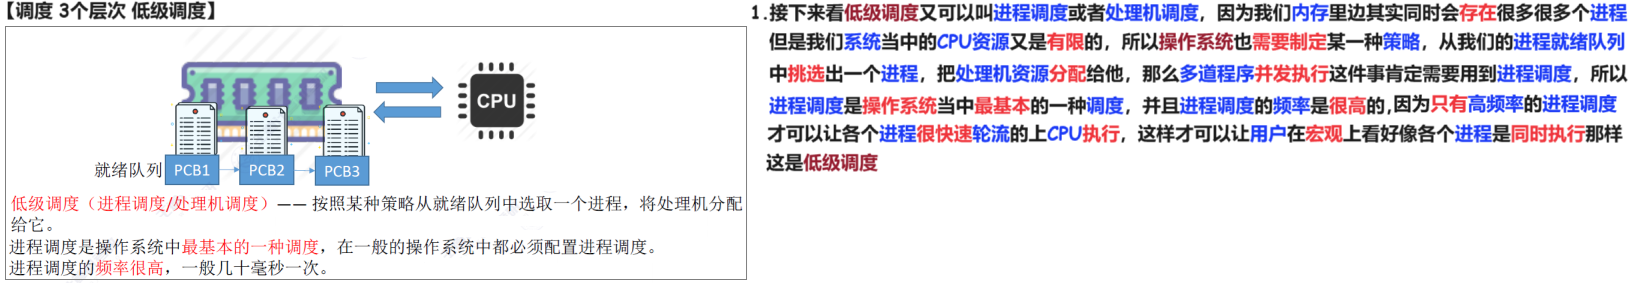 【调度 3个层次 低级调度】
CPU
就绪队列 PCB1 PCB2 PCB3
低级调度（进程调度/处理机调度）—— 按照某种策略从就绪队列中选取一个进程，将处理机分配
给它。
进程调度是操作系统中最基本的一种调度，在一般的操作系统中都必须配置进程调度。
进程调度的频率很高，一般几十毫秒一次。
1.接下来看低级调度又可以叫进程调度或者处理机调度，因为我们内存里边其实同时会存在很多很多个进程
但是我们系统当中的CPU资源又是有限的，所以操作系统也需要制定某一种策略，从我们的进程就绪队列
中挑选出一个进程，把处理机资源分配给他，那么多道程序并发执行这件事肯定需要用到进程调度，所以
进程调度是操作系统当中最基本的一种调度，并且进程调度的频率是很高的,因为只有高频率的进程调度
才可以让各个进程很快速轮流的上CPU执行，这样才可以让用户在宏观上看好像各个进程是同时执行那样
这是低级调度